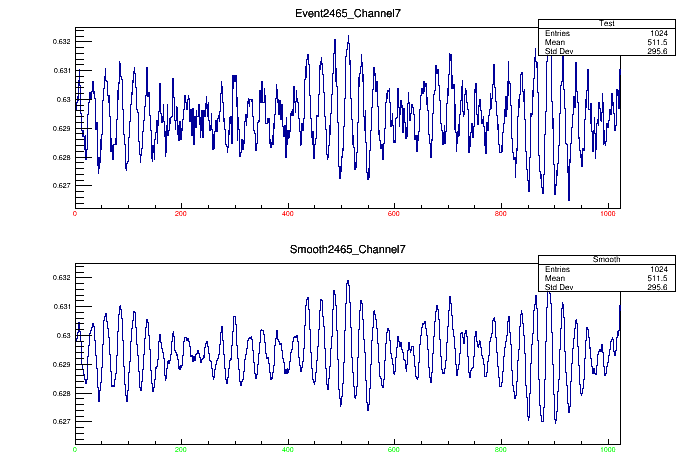 Event2465_Channel7
Test
Entries 1024
Mean 511.5
Std Dev 295.6
0.632
0.631
0.63
0.629
0.628
0.627
0 200 400 600 800 1000
Smooth2465_Channel7
Smooth
Entries 1024
Mean 511.5
Std Dev 295.6
0.632
0.631
0.63
0.629
0.628
0.627
0 200 400 600 800 1000